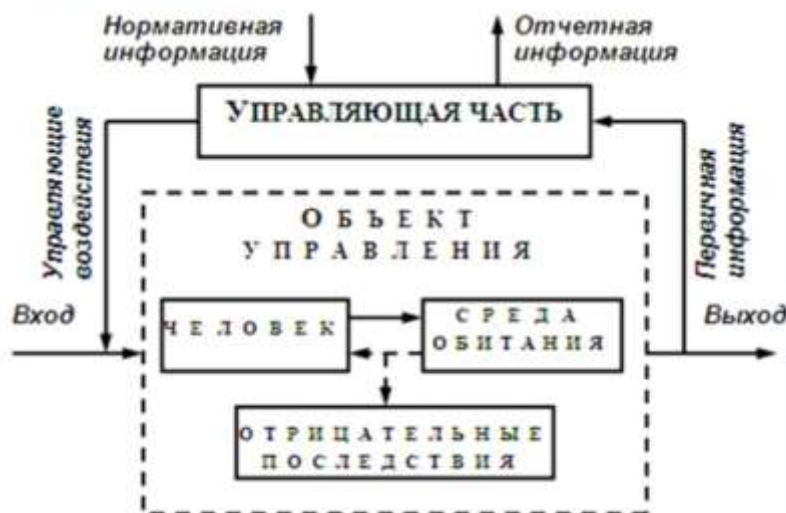 Нормативная
информация
Отчетная
информация
УПРАВЛЯЮЩАЯ ЧАСТЬ
Управляющие
воздействия
Первичная
информация
ОБЪЕКТ
УПРАВЛЕНИЯ
Вход
ЧЕЛОВЕК
СРЕДА
ОБИТАНИЯ
Выход
ОТРИЦАТЕЛЬНЫЕ
ПОСЛЕДСТВИЯ